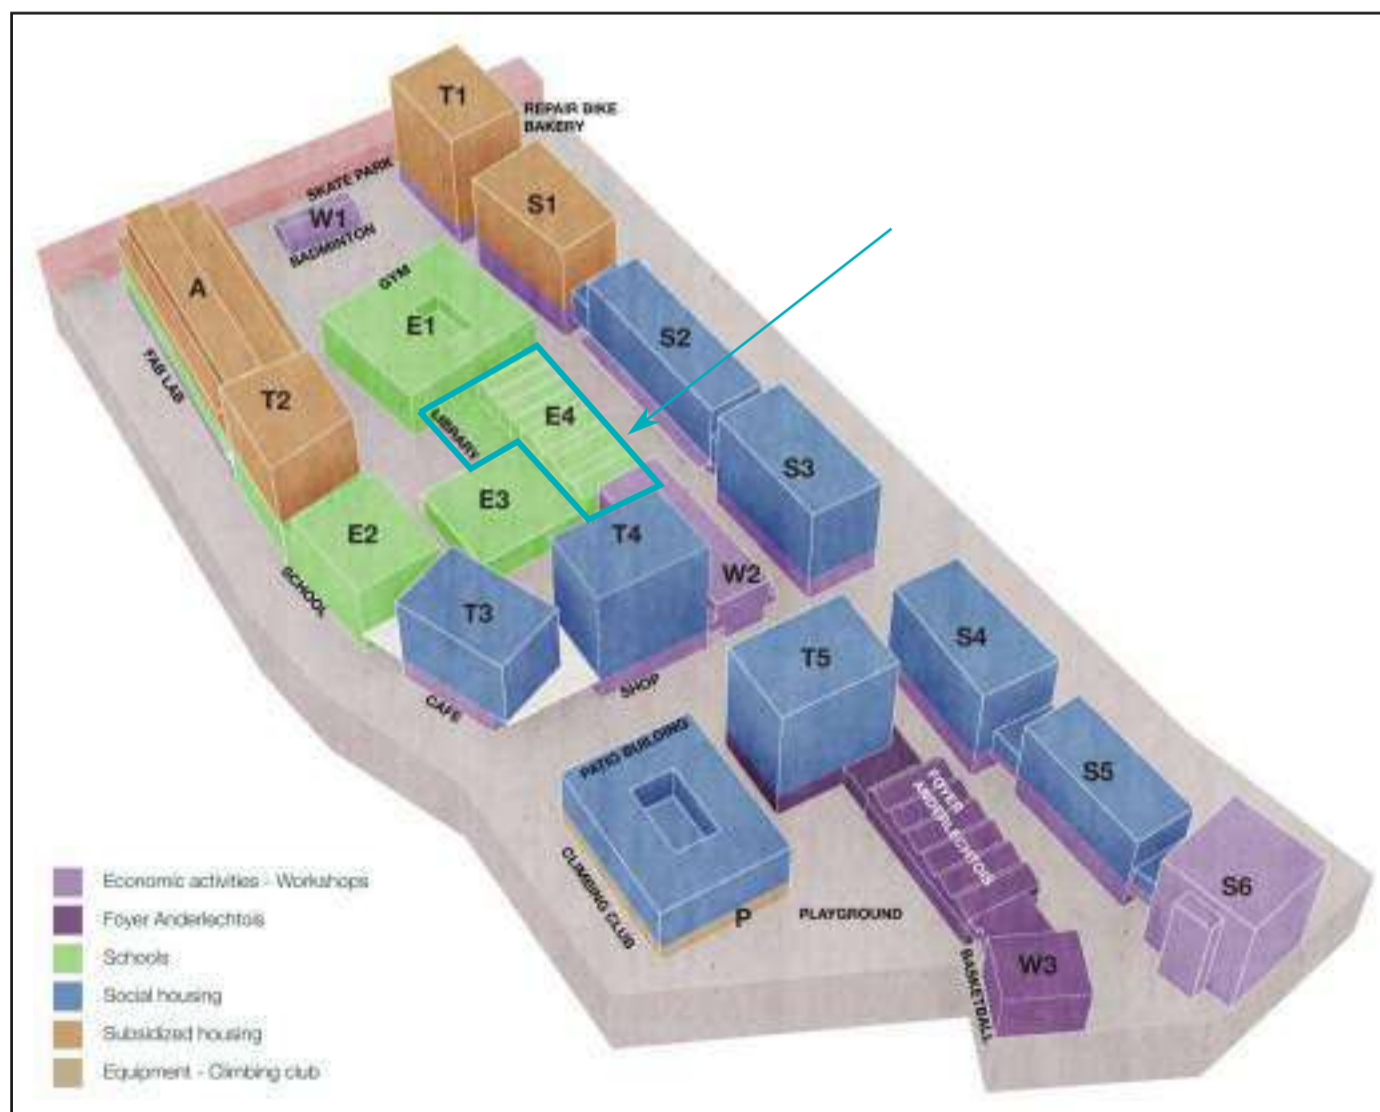 T1
REPAIR BIKE
BAKERY
SKATE PARK
W1
BADMINTON
S1
A
GYM
E1
S2
FAB LAB
T2
LIBRARY
E4
S3
E3
E2
T4
W2
SCHOOL
T3
S4
T5
SHOP
CAFE
PATIO BUILDING
S5
FOYER
ANDERLECHTOIS
CLIMBING CLUB
P
PLAYGROUND
S6
W3
BASKETBALL
Economic activities - Workshops
Foyer Anderlechtois
Schools
Social housing
Subsidized housing
Equipment - Climbing club